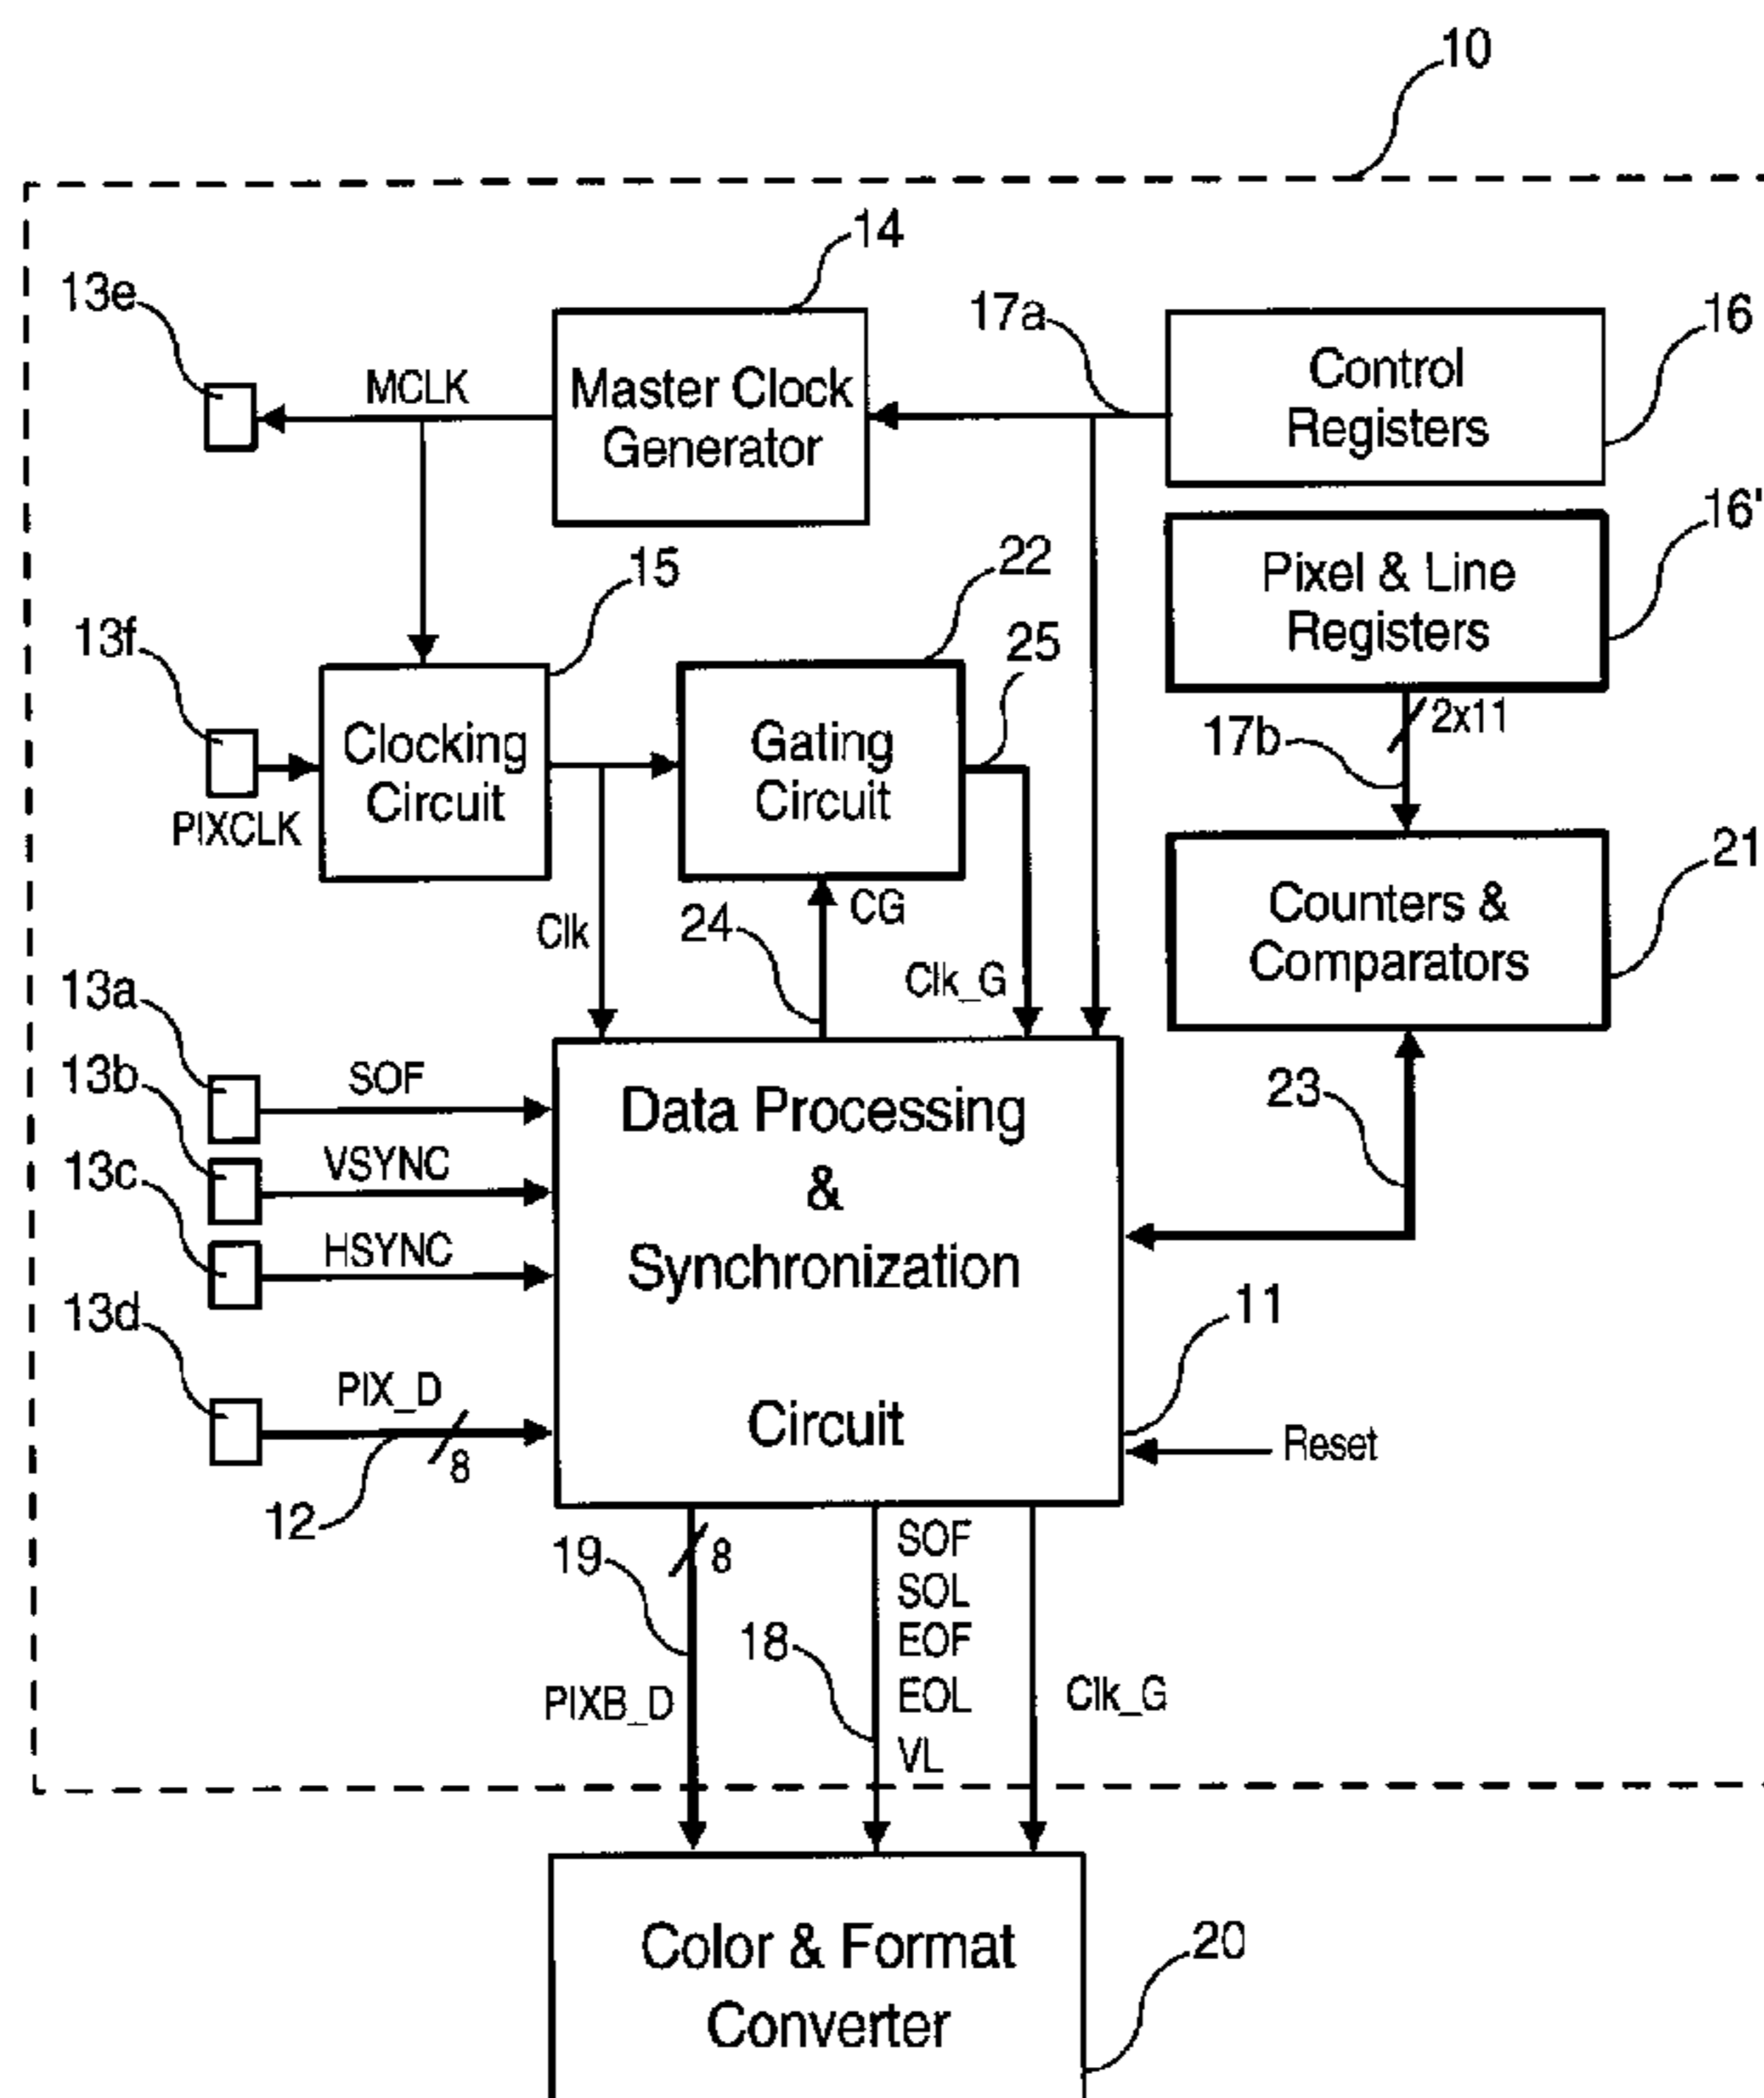 10
14
13e
17a
16
MCLK
Master Clock
Generator
Control
Registers
16'
15
22
Pixel & Line
Registers
13f
25
2x11
17b
Clocking
Circuit
Gating
Circuit
PIXCLK
21
24
CG
Clk
Counters &
Comparators
Clk_G
13a
SOF
13b
VSYNC
13c
HSYNC
13d
PIX_D
8
12
Data Processing
&
Synchronization
Circuit
23
11
Reset
19
8
SOF
SOL
EOF
EOL
VL
18
PIXB_D
Clk_G
Color & Format
Converter
20